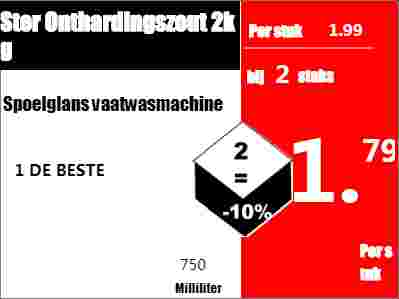 Ster Onthardingszout 2k
g
Spoelglans vaatwasmachine
1 DE BESTE
750
Milliliter
2
=
-10%
Per stuk 1.99
bij 2 stuks
1.79
Per s
tuk